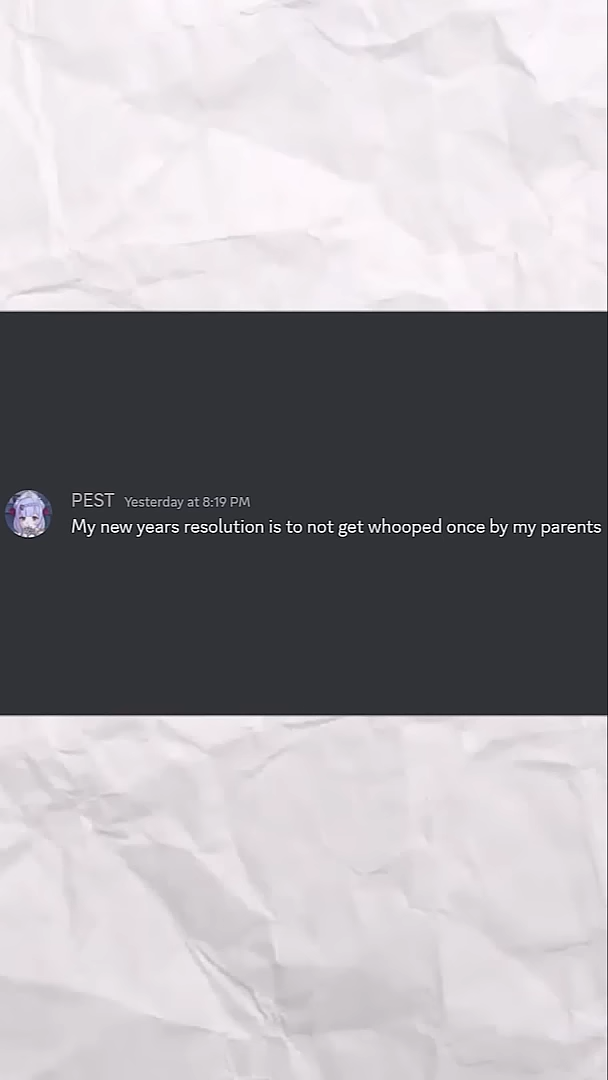 PEST Yesterday at 8:19 PM
My new years resolution is to not get whooped once by my parents